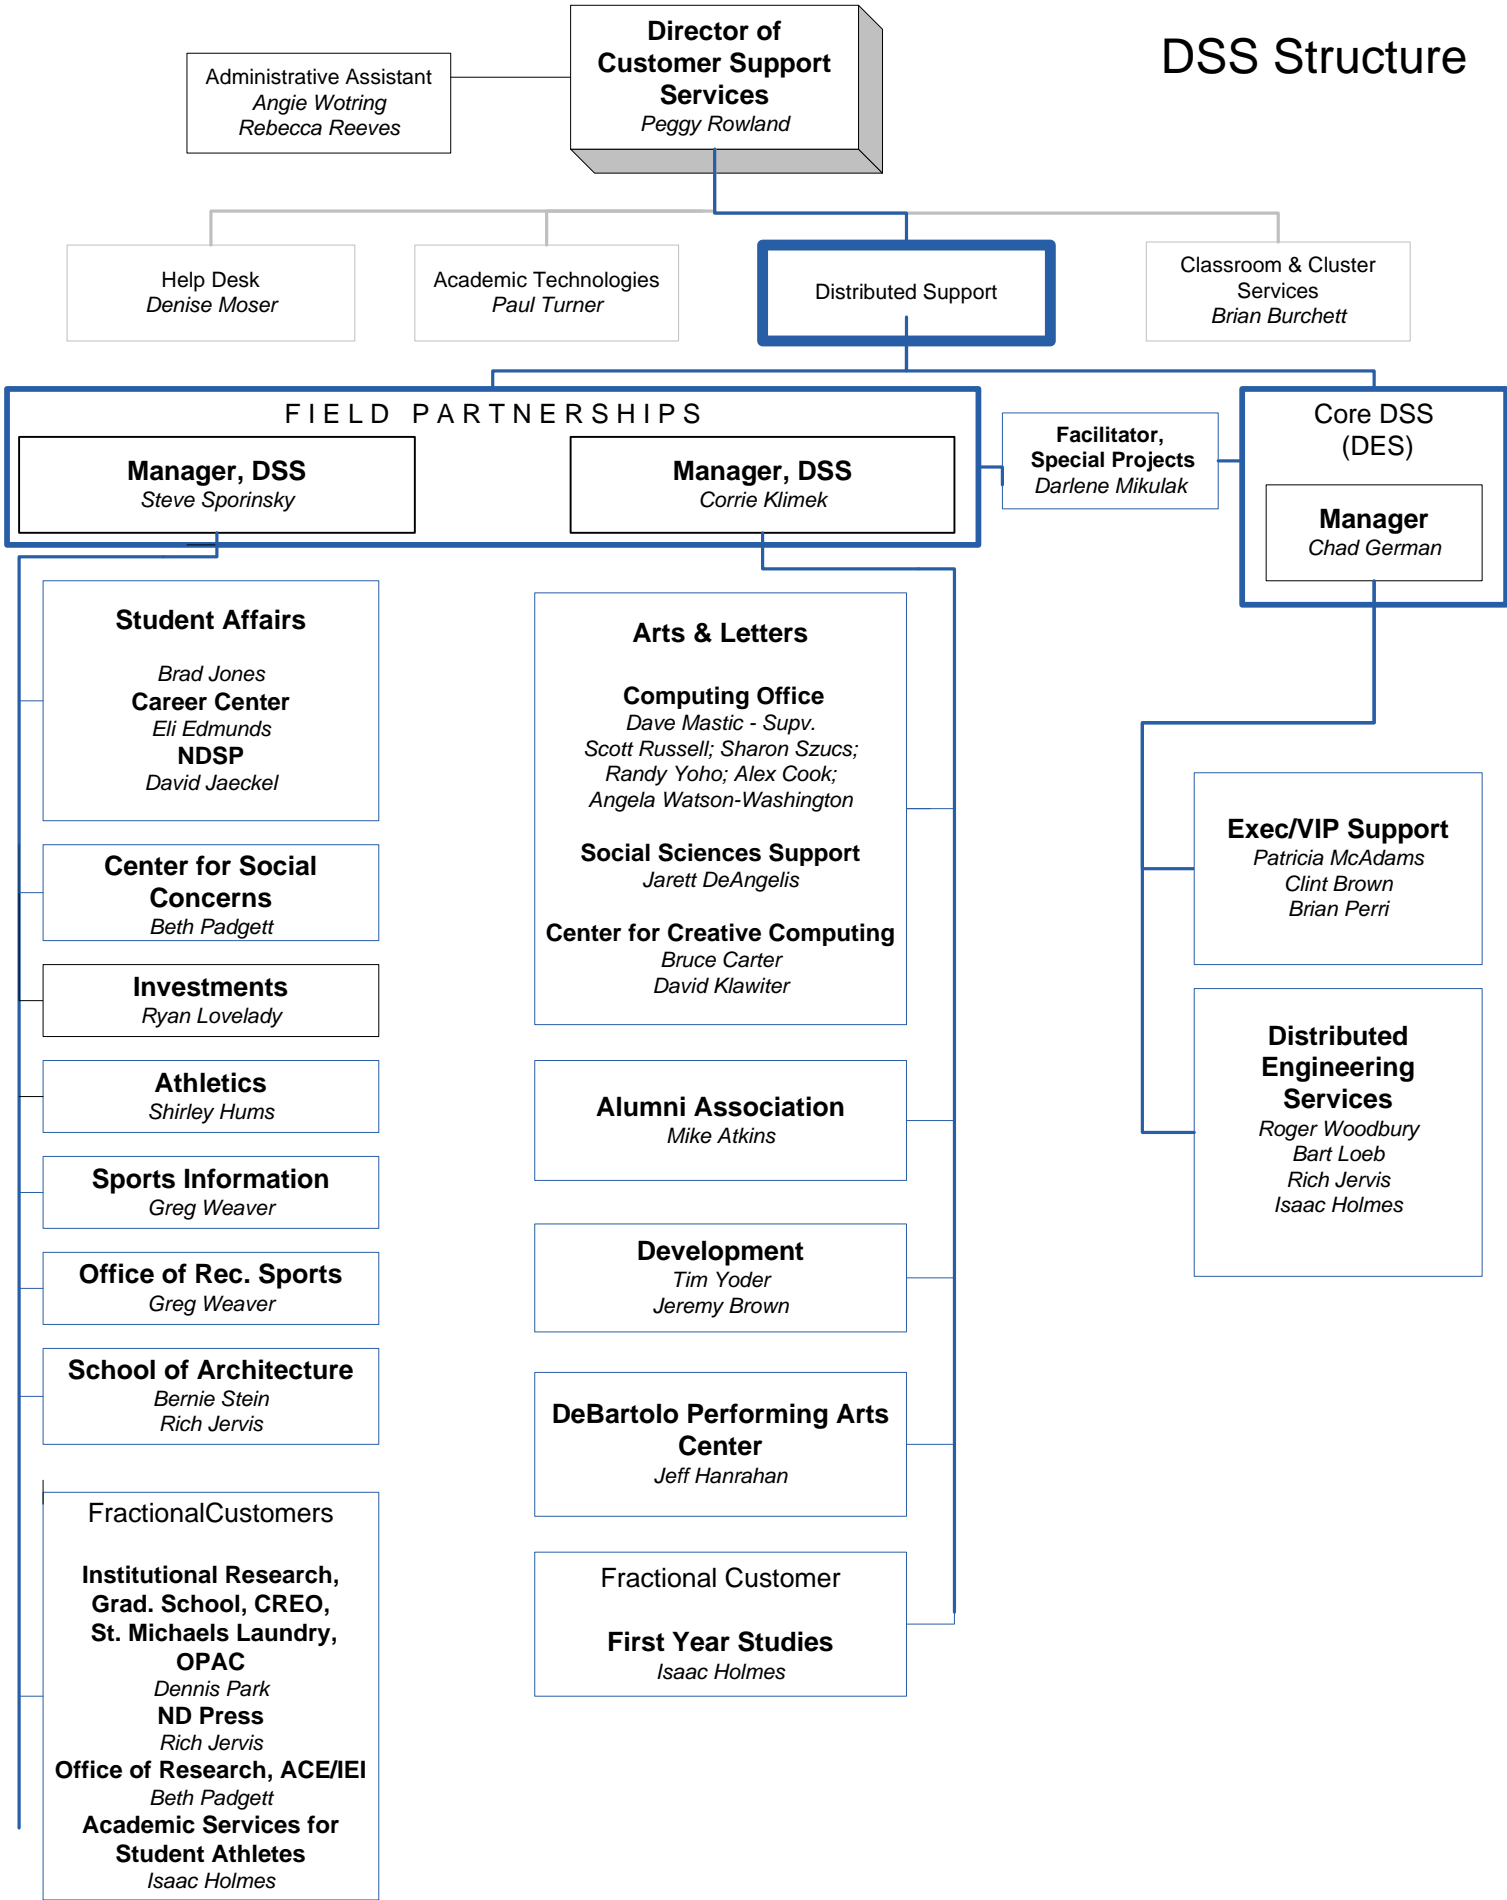 DSS Structure
Director of
Customer Support
Services
Peggy Rowland
Administrative Assistant
Angie Wotring
Rebecca Reeves
Help Desk
Denise Moser
Academic Technologies
Paul Turner
Distributed Support
Classroom & Cluster
Services
Brian Burchett
FIELD PARTNERSHIPS
Manager, DSS
Steve Sporinsky
Manager, DSS
Corrie Klimek
Facilitator,
Special Projects
Darlene Mikulak
Core DSS
(DES)
Manager
Chad German
Student Affairs
Brad Jones
Career Center
Eli Edmunds
NDSP
David Jaeckel
Center for Social
Concerns
Beth Padgett
Investments
Ryan Lovelady
Athletics
Shirley Hums
Sports Information
Greg Weaver
Office of Rec. Sports
Greg Weaver
School of Architecture
Bernie Stein
Rich Jervis
FractionalCustomers
Institutional Research,
Grad. School, CREO,
St. Michaels Laundry,
OPAC
Dennis Park
ND Press
Rich Jervis
Office of Research, ACE/IEI
Beth Padgett
Academic Services for
Student Athletes
Isaac Holmes
Arts & Letters
Computing Office
Dave Mastic - Supv.
Scott Russell; Sharon Szucs;
Randy Yoho; Alex Cook;
Angela Watson-Washington
Social Sciences Support
Jarett DeAngelis
Center for Creative Computing
Bruce Carter
David Klawiter
Alumni Association
Mike Atkins
Development
Tim Yoder
Jeremy Brown
DeBartolo Performing Arts
Center
Jeff Hanrahan
Fractional Customer
First Year Studies
Isaac Holmes
Exec/VIP Support
Patricia McAdams
Clint Brown
Brian Perri
Distributed
Engineering
Services
Roger Woodbury
Bart Loeb
Rich Jervis
Isaac Holmes